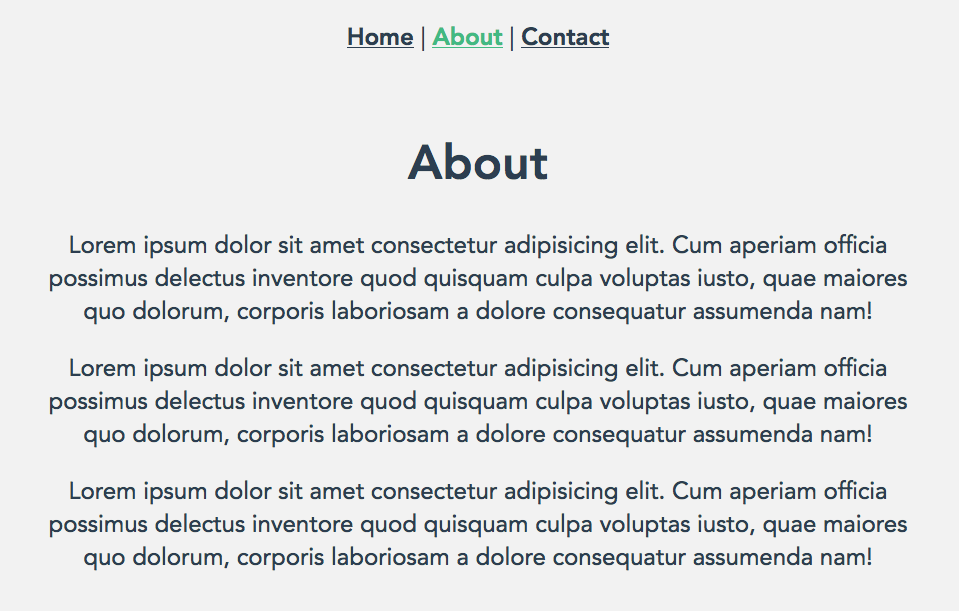 Home | About | Contact
About
Lorem ipsum dolor sit amet consectetur adipisicing elit. Cum aperiam officia
possimus delectus inventore quod quisquam culpa voluptas iusto, quae maiores
quo dolorum, corporis laboriosam a dolore consequatur assumenda nam!
Lorem ipsum dolor sit amet consectetur adipisicing elit. Cum aperiam officia
possimus delectus inventore quod quisquam culpa voluptas iusto, quae maiores
quo dolorum, corporis laboriosam a dolore consequatur assumenda nam!
Lorem ipsum dolor sit amet consectetur adipisicing elit. Cum aperiam officia
possimus delectus inventore quod quisquam culpa voluptas iusto, quae maiores
quo dolorum, corporis laboriosam a dolore consequatur assumenda nam!